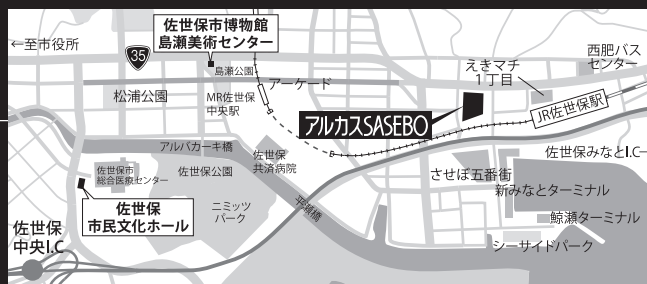 佐世保市博物館
島瀬美術センター
←至市役所
35
島瀬公園
アーケード
西肥バス
センター
えきマチ
1丁目
松浦公園
MR佐世保
中央駅
アルカスSASEBO
JR佐世保駅
アルバカーキ橋
佐世保
共済病院
佐世保みなとI.C
佐世保市
総合医療センター
佐世保公園
させぼ五番街
新みなとターミナル
佐世保
市民文化ホール
ニミッツ
パーク
平瀬橋
鯨瀬ターミナル
佐世保
中央I.C
シーサイドパーク